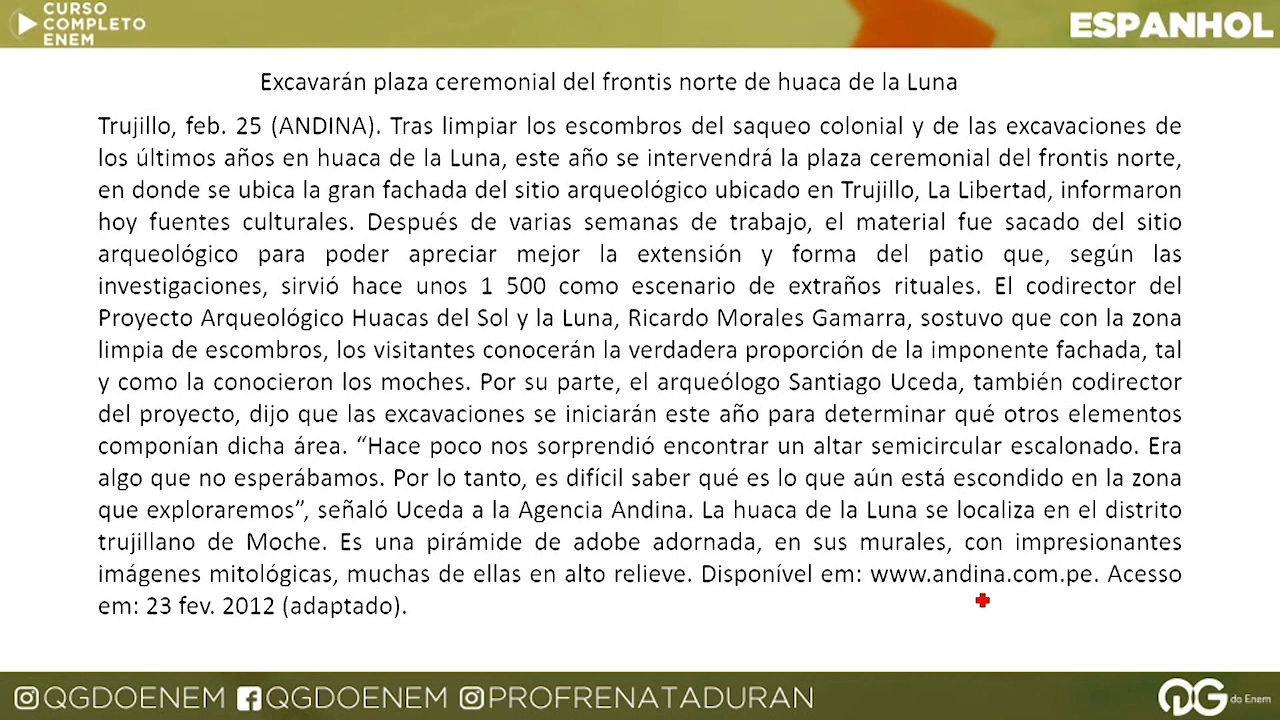 CURSO
COMPLETO
ENEM
ESPANHOL
Excavarán plaza ceremonial del frontis norte de huaca de la Luna
Trujillo, feb. 25 (ANDINA). Tras limpiar los escombros del saqueo colonial y de las excavaciones de
los últimos años en huaca de la Luna, este año se intervendrá la plaza ceremonial del frontis norte,
en donde se ubica la gran fachada del sitio arqueológico ubicado en Trujillo, La Libertad, informaron
hoy fuentes culturales. Después de varias semanas de trabajo, el material fue sacado del sitio
arqueológico para poder apreciar mejor la extensión y forma del patio que, según las
investigaciones, sirvió hace unos 1 500 como escenario de extraños rituales. El codirector del
Proyecto Arqueológico Huacas del Sol y la Luna, Ricardo Morales Gamarra, sostuvo que con la zona
limpia de escombros, los visitantes conocerán la verdadera proporción de la imponente fachada, tal
y como la conocieron los moches. Por su parte, el arqueólogo Santiago Uceda, también codirector
del proyecto, dijo que las excavaciones se iniciarán este año para determinar qué otros elementos
componían dicha área. “Hace poco nos sorprendió encontrar un altar semicircular escalonado. Era
algo que no esperábamos. Por lo tanto, es difícil saber qué es lo que aún está escondido en la zona
que exploraremos”, señaló Uceda a la Agencia Andina. La huaca de la Luna se localiza en el distrito
trujillano de Moche. Es una pirámide de adobe adornada, en sus murales, con impresionantes
imágenes mitológicas, muchas de ellas en alto relieve. Disponível em: www.andina.com.pe. Acesso
em: 23 fev. 2012 (adaptado).
@QGDOENEM @QGDOENEM @PROFRENATADURAN
QG do Enem